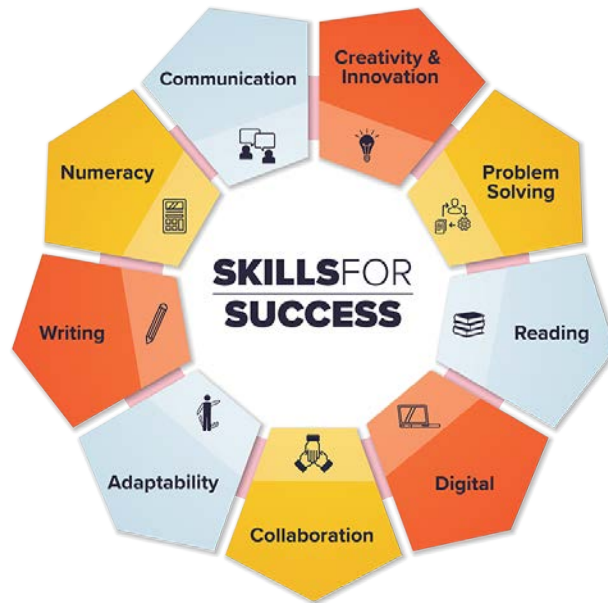 Communication
Creativity &
Innovation
Numeracy
Problem
Solving
SKILLSFOR
SUCCESS
Writing
Reading
Adaptability
Digital
Collaboration